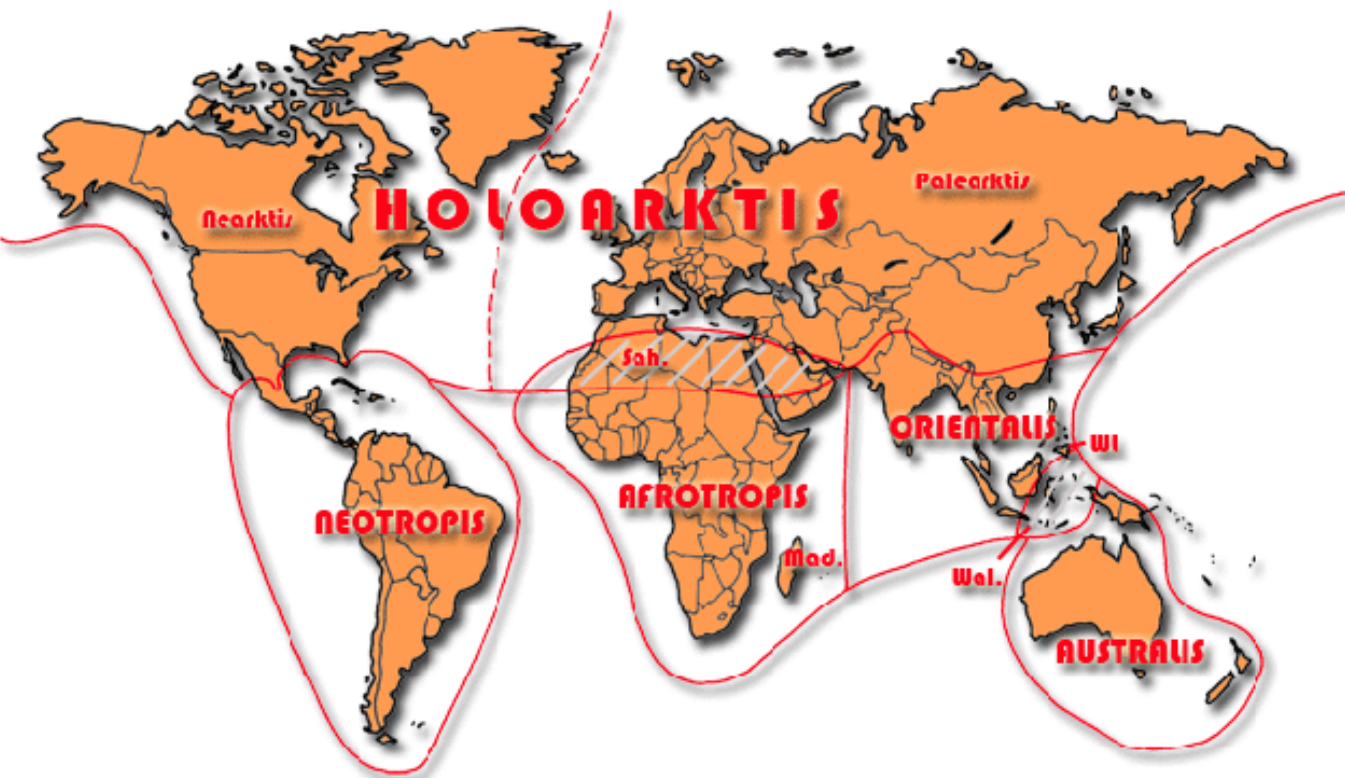 Palearktis
HOLOARKTIS
Nearktis
Sah.
ORIENTALIS
WI
AFROTROPIS
NEOTROPIS
Mad.
Wal.
AUSTRALIS